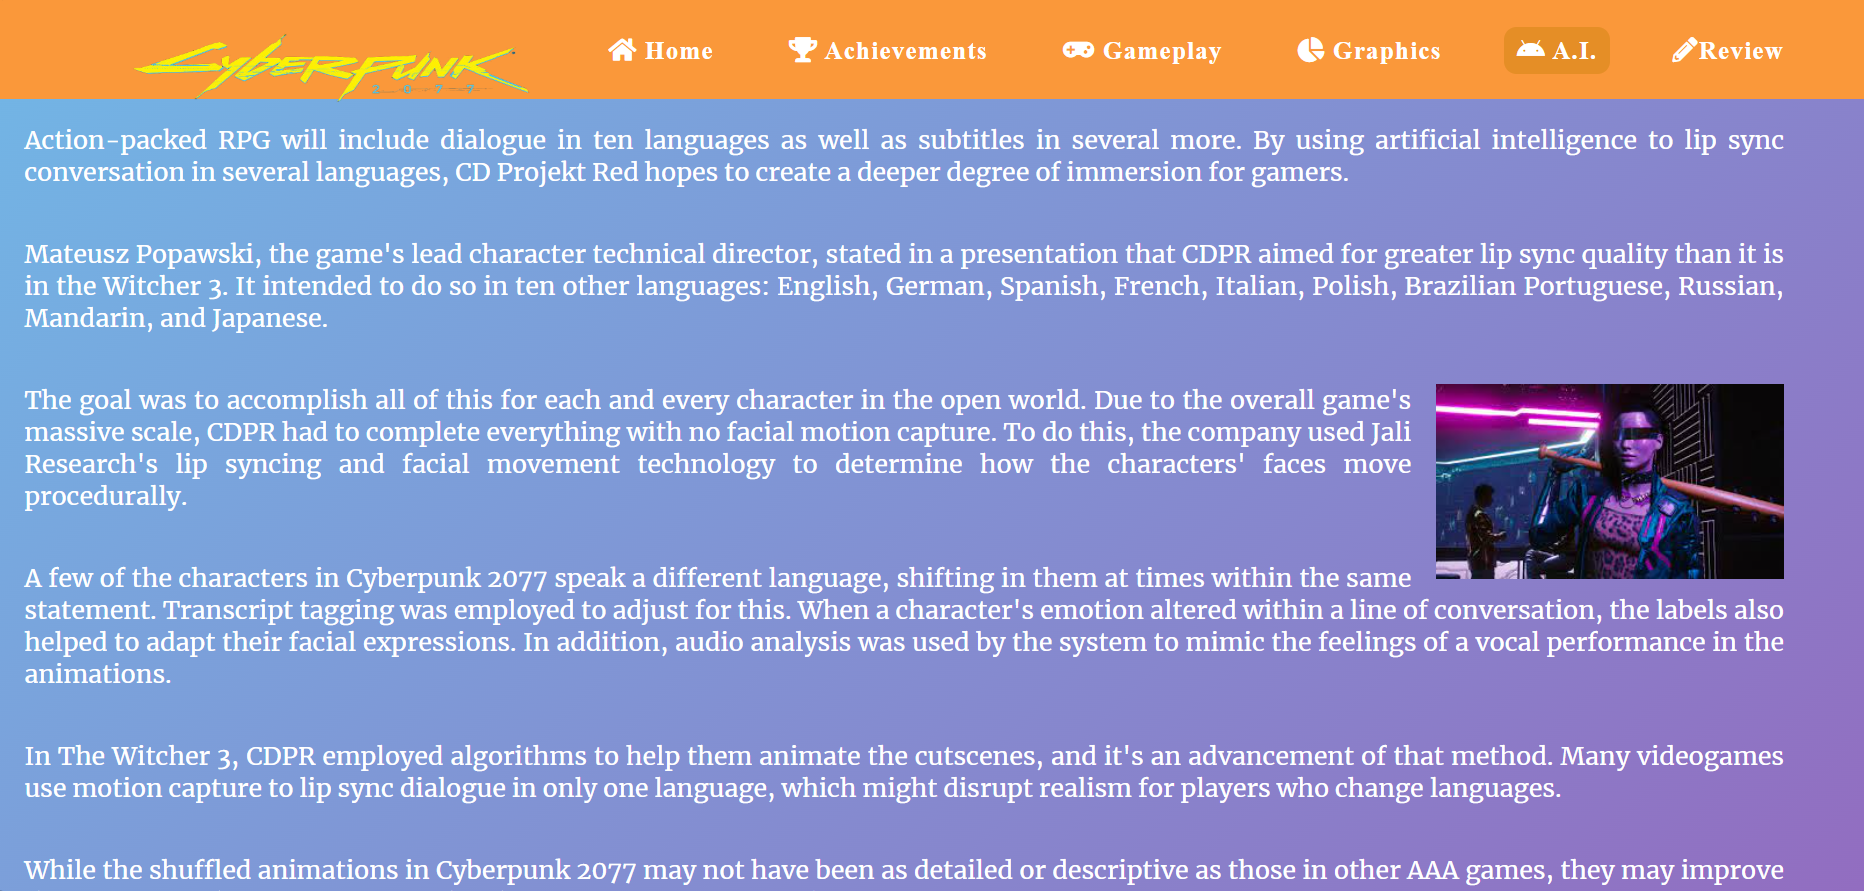 CYBERPUNK
2077
Home Achievements Gameplay Graphics A.I. Review
Action-packed RPG will include dialogue in ten languages as well as subtitles in several more. By using artificial intelligence to lip sync
conversation in several languages, CD Projekt Red hopes to create a deeper degree of immersion for gamers.
Mateusz Popawski, the game's lead character technical director, stated in a presentation that CDPR aimed for greater lip sync quality than it is
in the Witcher 3. It intended to do so in ten other languages: English, German, Spanish, French, Italian, Polish, Brazilian Portuguese, Russian,
Mandarin, and Japanese.
The goal was to accomplish all of this for each and every character in the open world. Due to the overall game's
massive scale, CDPR had to complete everything with no facial motion capture. To do this, the company used Jali
Research's lip syncing and facial movement technology to determine how the characters' faces move
procedurally.
A few of the characters in Cyberpunk 2077 speak a different language, shifting in them at times within the same
statement. Transcript tagging was employed to adjust for this. When a character's emotion altered within a line of conversation, the labels also
helped to adapt their facial expressions. In addition, audio analysis was used by the system to mimic the feelings of a vocal performance in the
animations.
In The Witcher 3, CDPR employed algorithms to help them animate the cutscenes, and it's an advancement of that method. Many videogames
use motion capture to lip sync dialogue in only one language, which might disrupt realism for players who change languages.
While the shuffled animations in Cyberpunk 2077 may not have been as detailed or descriptive as those in other AAA games, they may improve